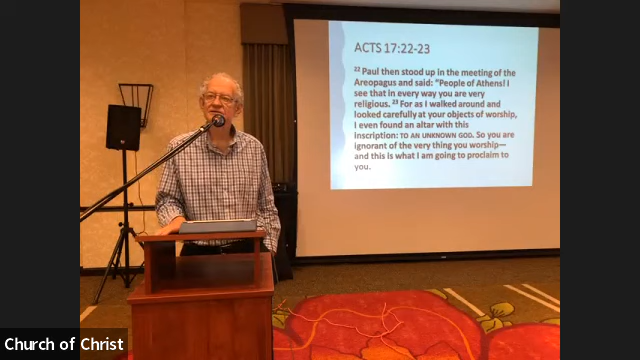 ACTS 17:22-23
22 Paul then stood up in the meeting of the
Areopagus and said: "People of Athens! I
see that in every way you are very
religious. 23 For as I walked around and
looked carefully at your objects of worship,
I even found an altar with this
inscription: TO AN UNKNOWN GOD. So you are
ignorant of the very thing you worship—
and this is what I am going to proclaim to
you.
Church of Christ